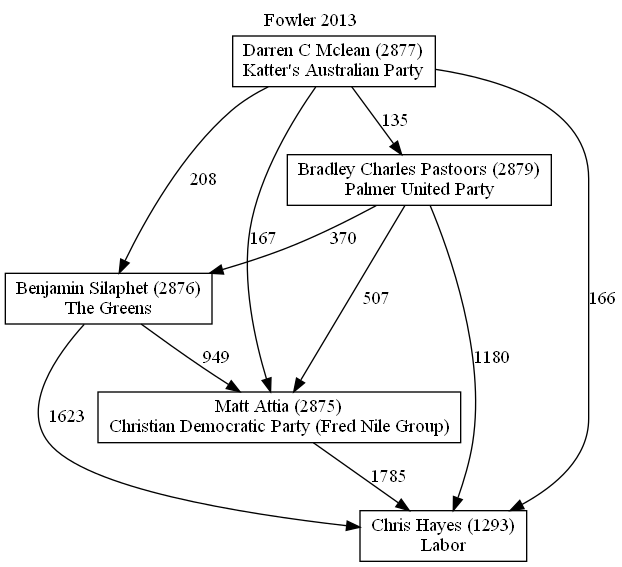 Fowler 2013
Darren C Mclean (2877)
Katter's Australian Party
135
Bradley Charles Pastoors (2879)
Palmer United Party
208
167
370
Benjamin Silaphet (2876)
The Greens
507
166
949
1180
Matt Attia (2875)
Christian Democratic Party (Fred Nile Group)
1623
1785
Chris Hayes (1293)
Labor